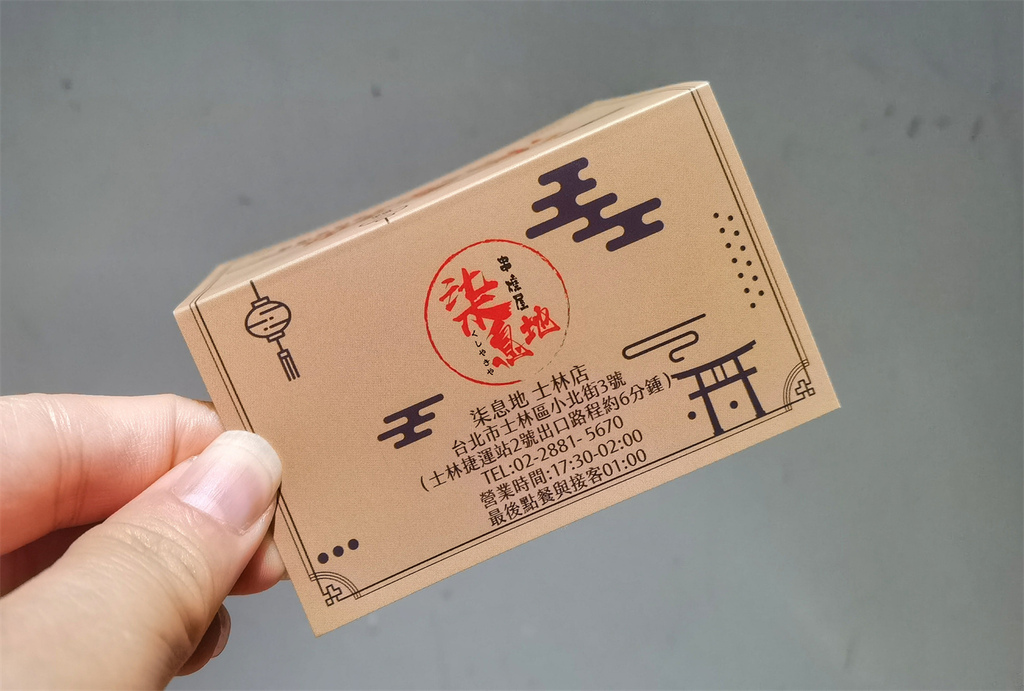 串燒屋
柒息地
くしやきや
柒息地 士林店
台北市士林區小北街3號
(士林捷運站2號出口路程約6分鍾)
TEL:02-2881- 5670
營業時間:17:30-02:00
最後點餐與接客01:00